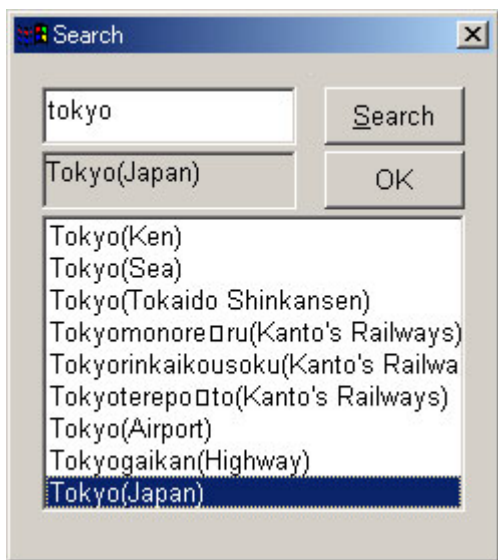 Search
tokyo
Search
Tokyo(Japan)
OK
Tokyo(Ken)
Tokyo(Sea)
Tokyo(Tokaido Shinkansen)
Tokyomonore□ru(Kanto's Railways)
Tokyorinkaikousoku(Kanto's Railwa
Tokyoterepo□to(Kanto's Railways)
Tokyo(Airport)
Tokyogaikan(Highway)
Tokyo(Japan)